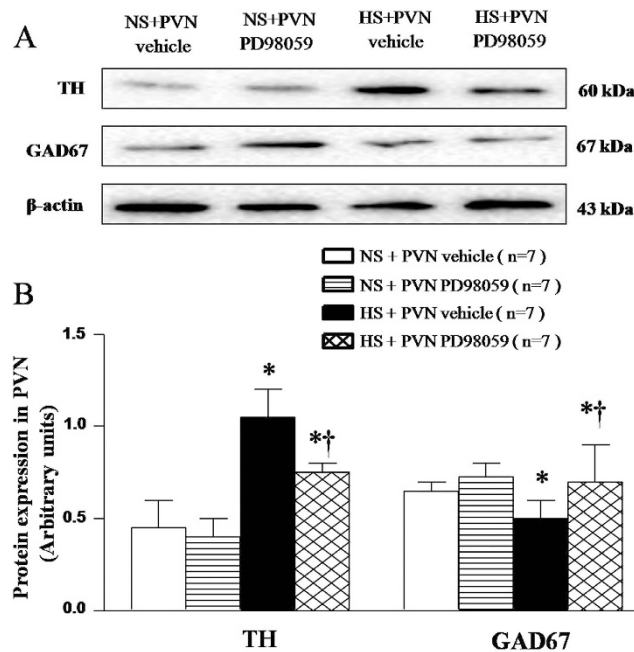 A
NS+PVN vehicle
NS+PVN PD98059
HS+PVN vehicle
HS+PVN PD98059
TH
60 kDa
GAD67
67 kDa
β-actin
43 kDa
NS + PVN vehicle ( n=7 )
NS + PVN PD98059 ( n=7 )
HS + PVN vehicle ( n=7 )
HS + PVN PD98059 ( n=7 )
B
Protein expression in PVN
(Arbitrary units)
1.5
1.0
0.5
0.0
*
*†
*
*†
TH
GAD67